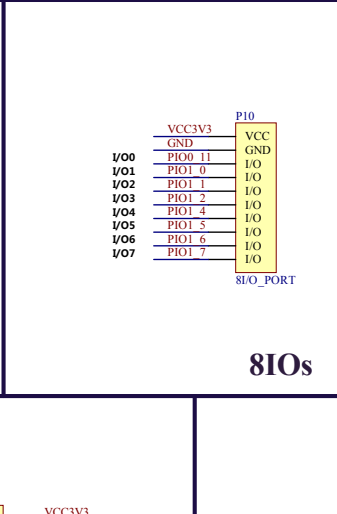 P10
VCC3V3 VCC
GND GND
I/O0 PIO0_11 I/O
I/O1 PIO1_0 I/O
I/O2 PIO1_1 I/O
I/O3 PIO1_2 I/O
I/O4 PIO1_4 I/O
I/O5 PIO1_5 I/O
I/O6 PIO1_6 I/O
I/O7 PIO1_7 I/O
8I/O_PORT
8IOs
VCC3V3